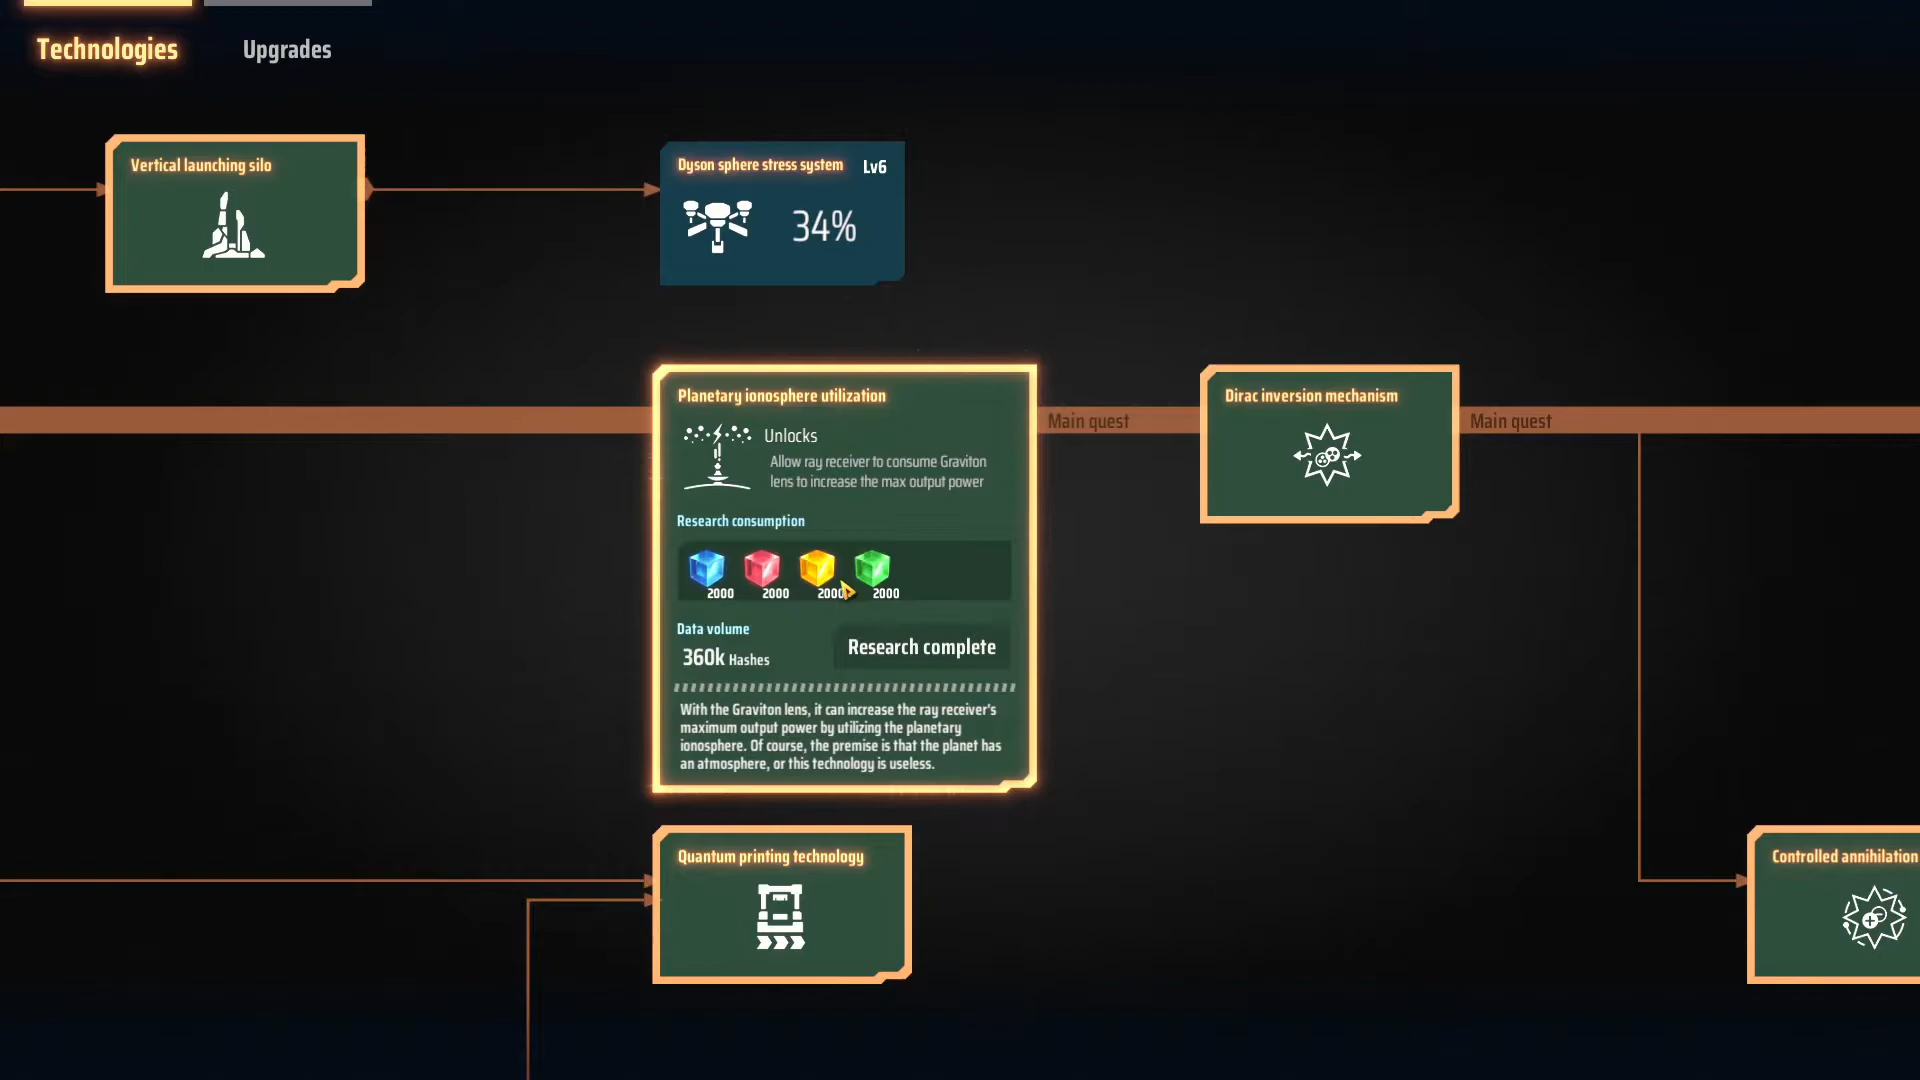 Technologies
Upgrades
Vertical launching silo
Dyson sphere stress system
Lv6
34%
Planetary ionosphere utilization
Unlocks
Allow ray receiver to consume Graviton
lens to increase the max output power
Research consumption
2000
2000
2000
2000
Data volume
360k Hashes
Research complete
With the Graviton lens, it can increase the ray receiver's
maximum output power by utilizing the planetary
ionosphere. Of course, the premise is that the planet has
an atmosphere, or this technology is useless.
Main quest
Dirac inversion mechanism
Main quest
Quantum printing technology
Controlled annihilation